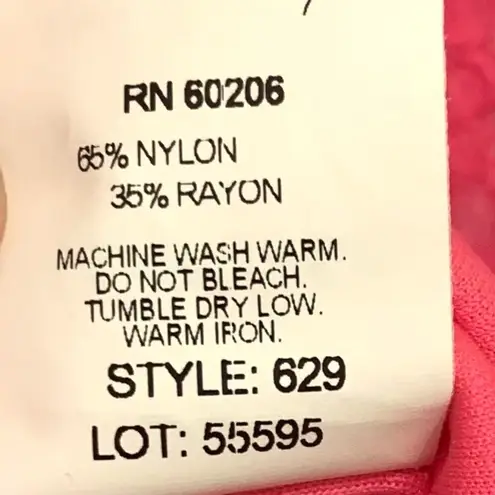 RN 60206
65% NYLON
35% RAYON
MACHINE WASH WARM.
DO NOT BLEACH.
TUMBLE DRY LOW.
WARM IRON.
STYLE: 629
LOT: 55595